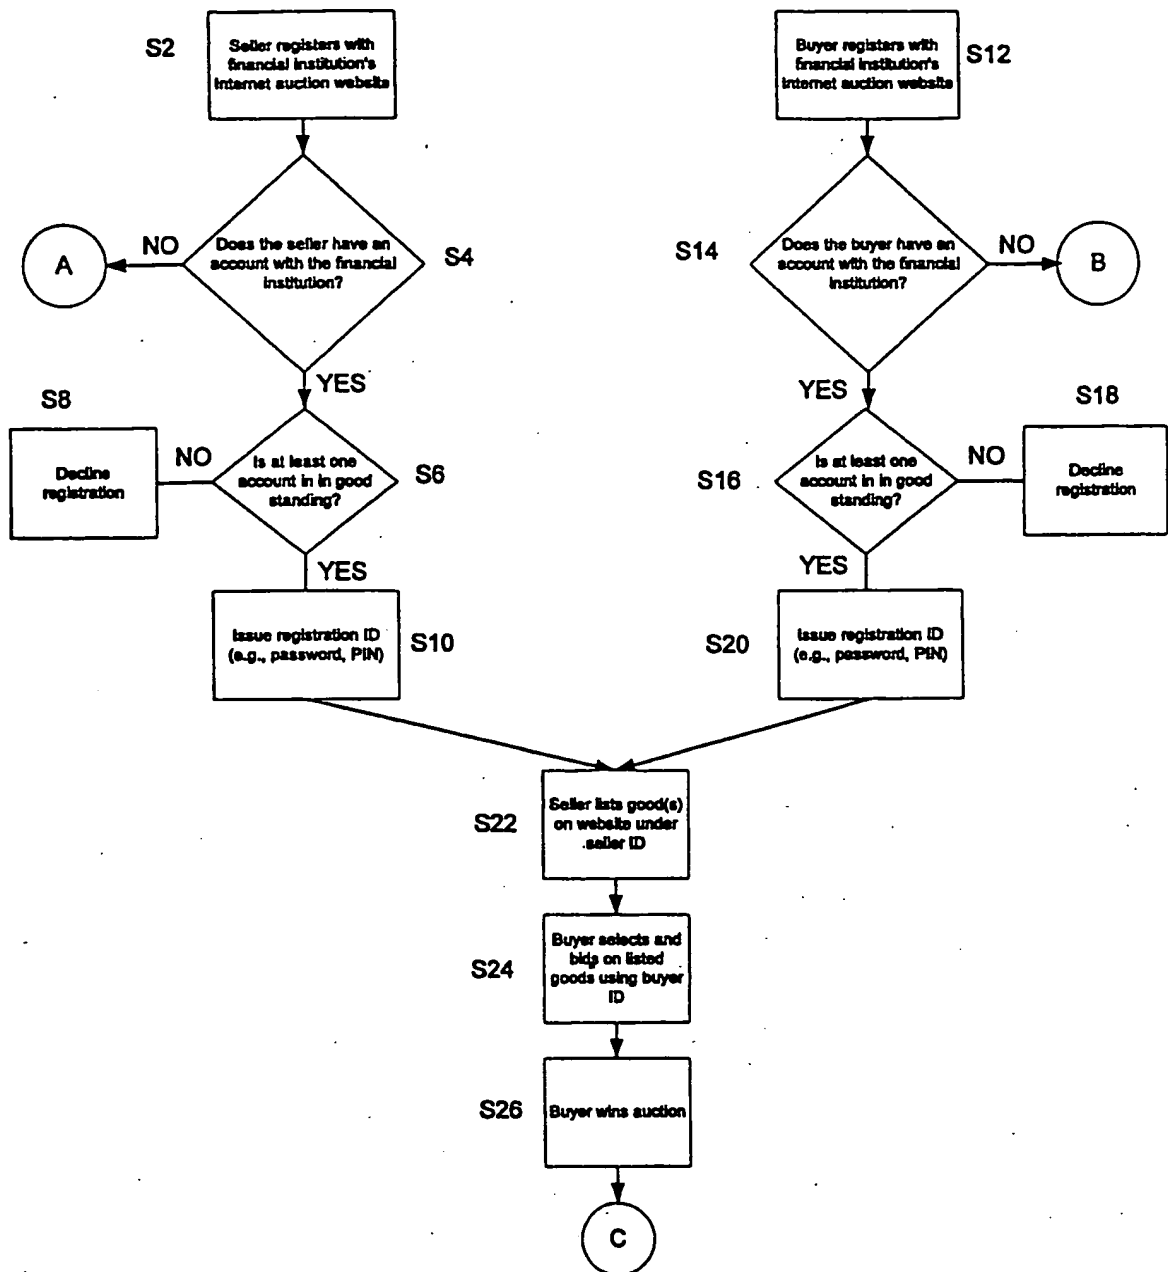 S2
Seller registers with
financial institution's
Internet auction website
Buyer registers with
financial institution's
Internet auction website
S12
A
NO
Does the seller have an
account with the financial
institution?
S4
S14
Does the buyer have an
account with the financial
institution?
NO
B
YES
YES
S8
S18
Decline
registration
NO
Is at least one
account in in good
standing?
S6
S16
Is at least one
account in in good
standing?
NO
Decline
registration
YES
YES
Issue registration ID
(e.g., password, PIN)
S10
S20
Issue registration ID
(e.g., password, PIN)
S22
Seller lists good(s)
on website under
seller ID
S24
Buyer selects and
bids on listed
goods using buyer
ID
S26
Buyer wins auction
C